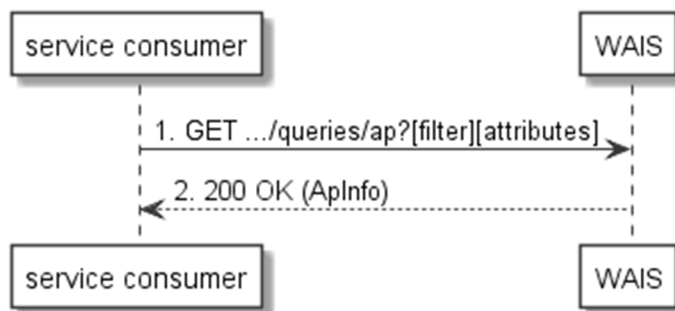 service consumer
WAIS
1. GET .../queries/ap?[filter][attributes]
2. 200 OK (ApInfo)
service consumer
WAIS